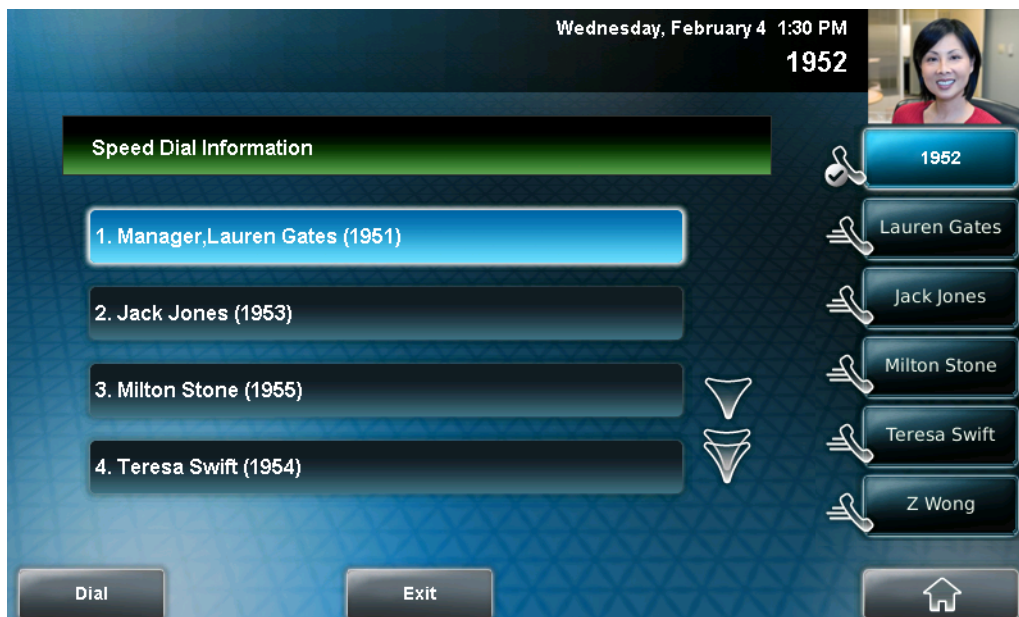 Wednesday, February 4 1:30 PM
1952
Speed Dial Information
1. Manager,Lauren Gates (1951)
2. Jack Jones (1953)
3. Milton Stone (1955)
4. Teresa Swift (1954)
1952
Lauren Gates
Jack Jones
Milton Stone
Teresa Swift
Z Wong
Dial
Exit